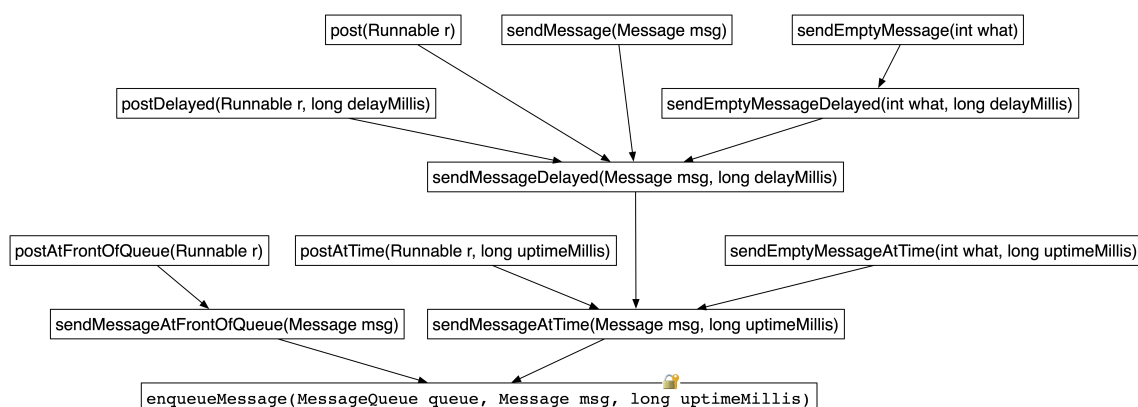 post(Runnable r)
sendMessage(Message msg)
sendEmptyMessage(int what)
postDelayed(Runnable r, long delayMillis)
sendEmptyMessageDelayed(int what, long delayMillis)
sendMessageDelayed(Message msg, long delayMillis)
postAtFrontOfQueue(Runnable r)
postAtTime(Runnable r, long uptimeMillis)
sendEmptyMessageAtTime(int what, long uptimeMillis)
sendMessageAtFrontOfQueue(Message msg)
sendMessageAtTime(Message msg, long uptimeMillis)
enqueueMessage(MessageQueue queue, Message msg, long uptimeMillis)